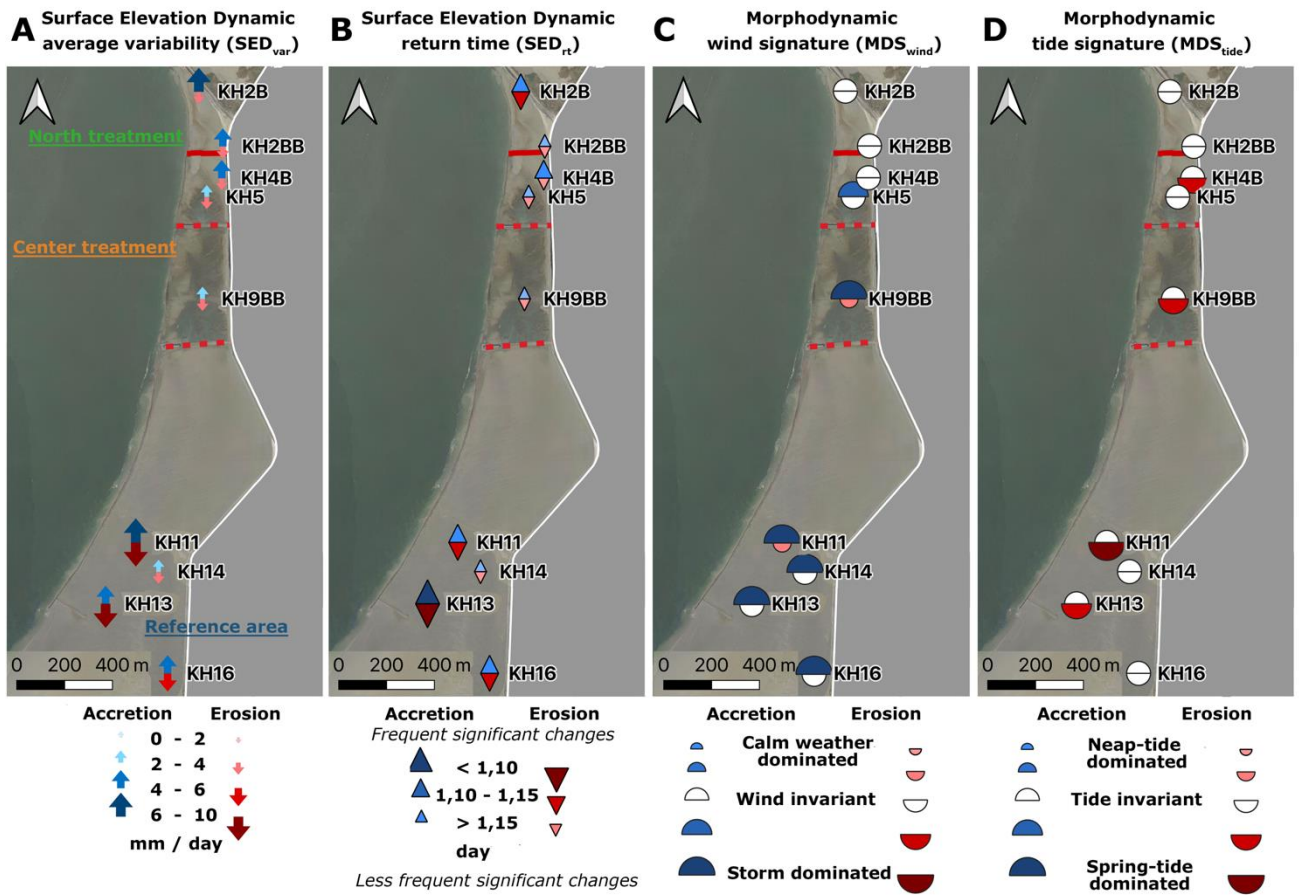 A
Surface Elevation Dynamic
average variability (SEDvar)
B
Surface Elevation Dynamic
return time (SEDrt)
C
Morphodynamic
wind signature (MDSwind)
D
Morphodynamic
tide signature (MDStide)
KH2B
North treatment
KH2BB
KH4B
KH5
Center treatment
KH9BB
KH11
KH14
KH13
Reference area
0 200 400 m
KH16
KH2B
KH2BB
KH4B
KH5
KH9BB
KH11
KH14
KH13
0 200 400 m
KH16
KH2B
KH2BB
KH4B
KH5
KH9BB
KH11
KH14
KH13
0 200 400 m
KH16
KH2B
KH2BB
KH4B
KH5
KH9BB
KH11
KH14
KH13
0 200 400 m
KH16
Accretion Erosion
0 - 2
2 - 4
4 - 6
6 - 10
mm / day
Accretion Erosion
Frequent significant changes
< 1,10
1,10 - 1,15
> 1,15
day
Less frequent significant changes
Accretion Erosion
Calm weather
dominated
Wind invariant
Storm dominated
Accretion Erosion
Neap-tide
dominated
Tide invariant
Spring-tide
dominated